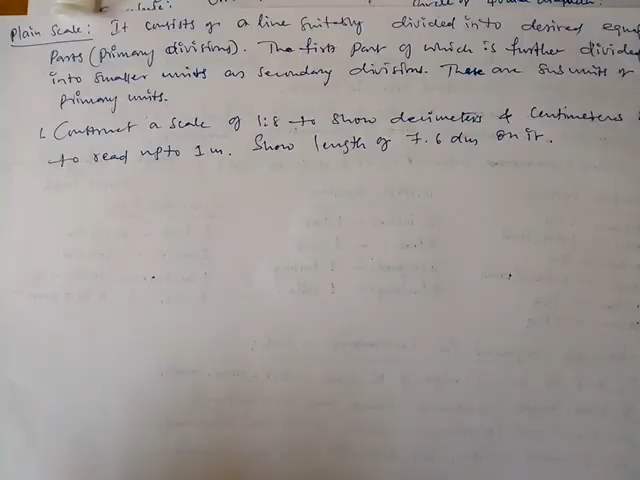 Plain Scale: It consists of a line suitably divided into desired equal
Parts (primary divisions). The first part of which is further divided
into smaller units as secondary divisions. These are subunits of
primary units.
1. Construct a scale of 1:8 to show decimeters & centimeters
to read upto 1 m. Show length of 7.6 dm on it.